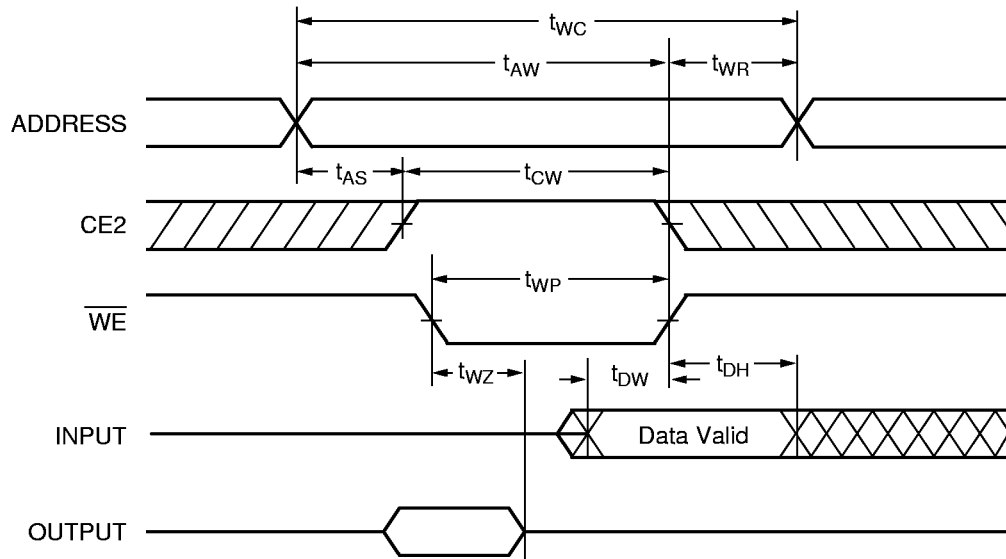 tWC
tAW
tWR
ADDRESS
tAS
tCW
CE2
tWP
WE
tWZ
tDW
tDH
INPUT
Data Valid
OUTPUT